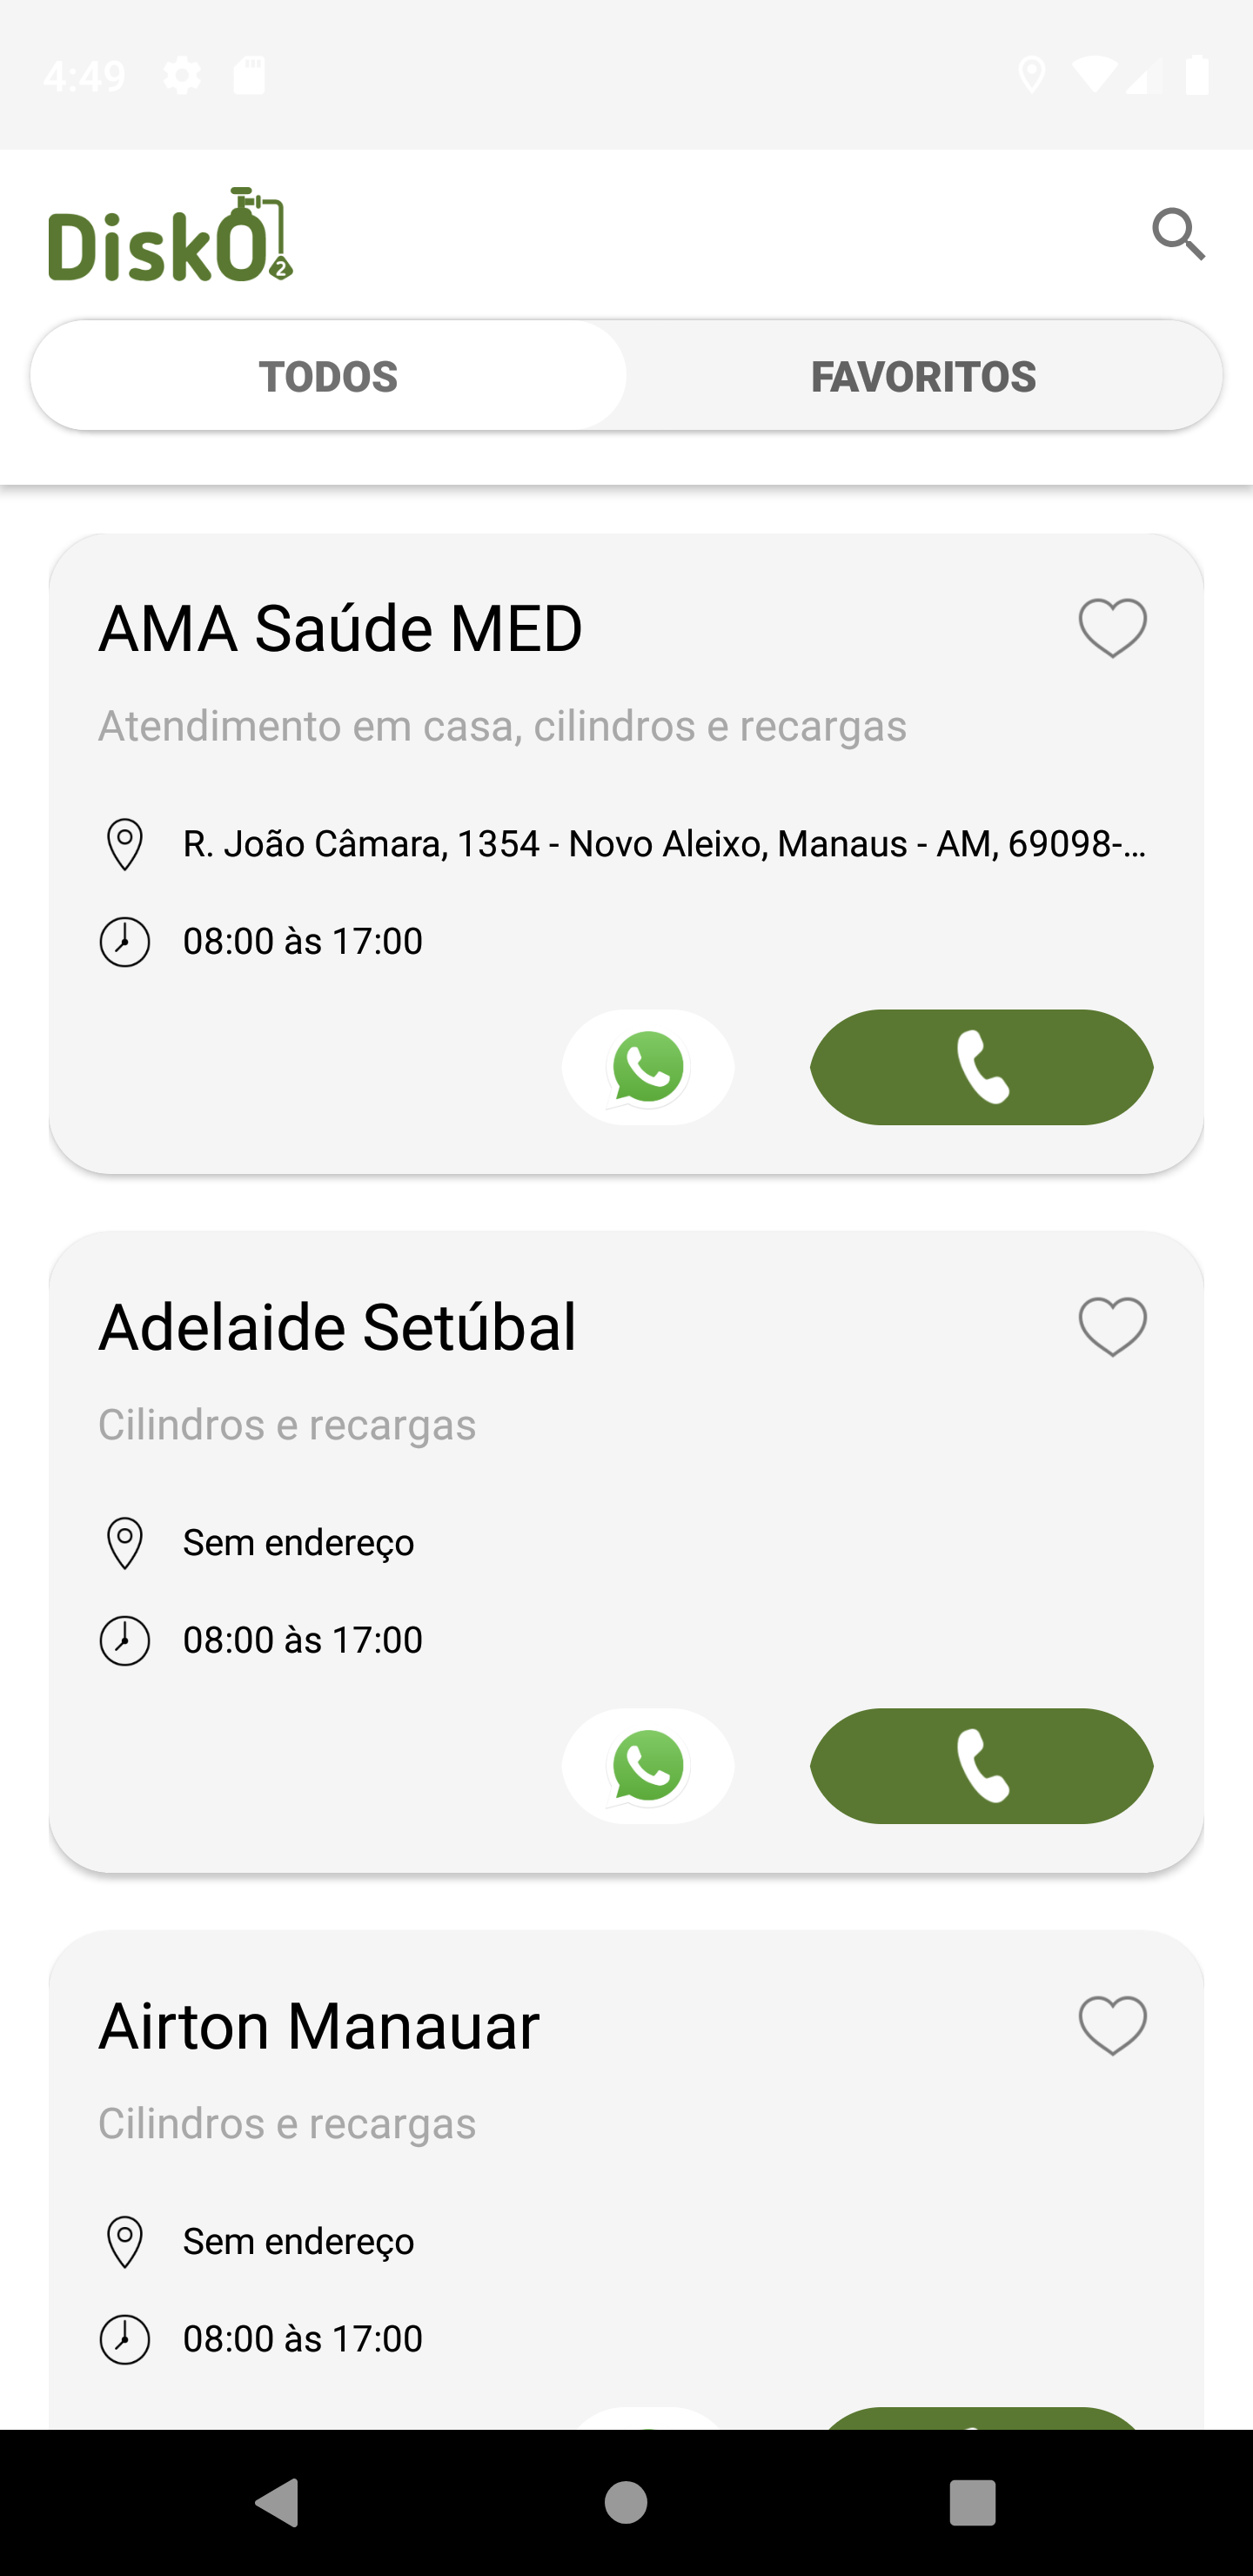 4:49
DiskO2
TODOS
FAVORITOS
AMA Saúde MED
Atendimento em casa, cilindros e recargas
R. João Câmara, 1354 - Novo Aleixo, Manaus - AM, 69098-...
08:00 às 17:00
Adelaide Setúbal
Cilindros e recargas
Sem endereço
08:00 às 17:00
Airton Manauar
Cilindros e recargas
Sem endereço
08:00 às 17:00